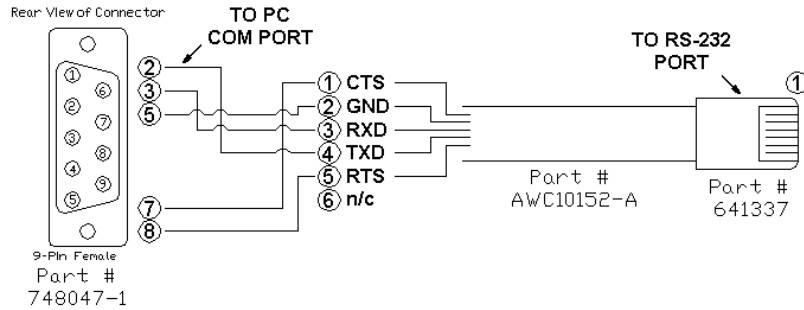 Rear View of Connector
TO PC
COM PORT
TO RS-232
PORT
1
6
2
7
3
8
4
9
5
2
3
5
7
8
1 CTS
2 GND
3 RXD
4 TXD
5 RTS
6 n/c
1
9-Pin Female
Part #
748047-1
Part #
AWC10152-A
Part #
641337